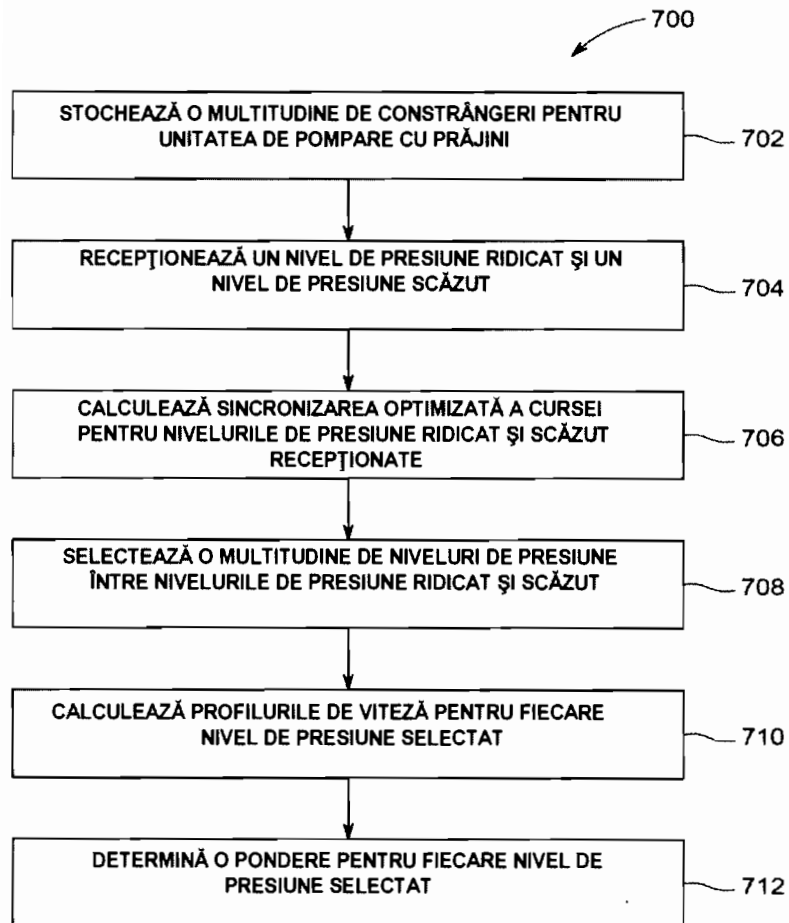 700
STOCHEAZĂ O MULTITUDINE DE CONSTRÂNGERI PENTRU
UNITATEA DE POMPARE CU PRĂJINI
702
RECEPŢIONEAZĂ UN NIVEL DE PRESIUNE RIDICAT ŞI UN
NIVEL DE PRESIUNE SCĂZUT
704
CALCULEAZĂ SINCRONIZAREA OPTIMIZATĂ A CURSEI
PENTRU NIVELURILE DE PRESIUNE RIDICAT ŞI SCĂZUT
RECEPŢIONATE
706
SELECTEAZĂ O MULTITUDINE DE NIVELURI DE PRESIUNE
ÎNTRE NIVELURILE DE PRESIUNE RIDICAT ŞI SCĂZUT
708
CALCULEAZĂ PROFILURILE DE VITEZĂ PENTRU FIECARE
NIVEL DE PRESIUNE SELECTAT
710
DETERMINĂ O PONDERE PENTRU FIECARE NIVEL DE
PRESIUNE SELECTAT
712